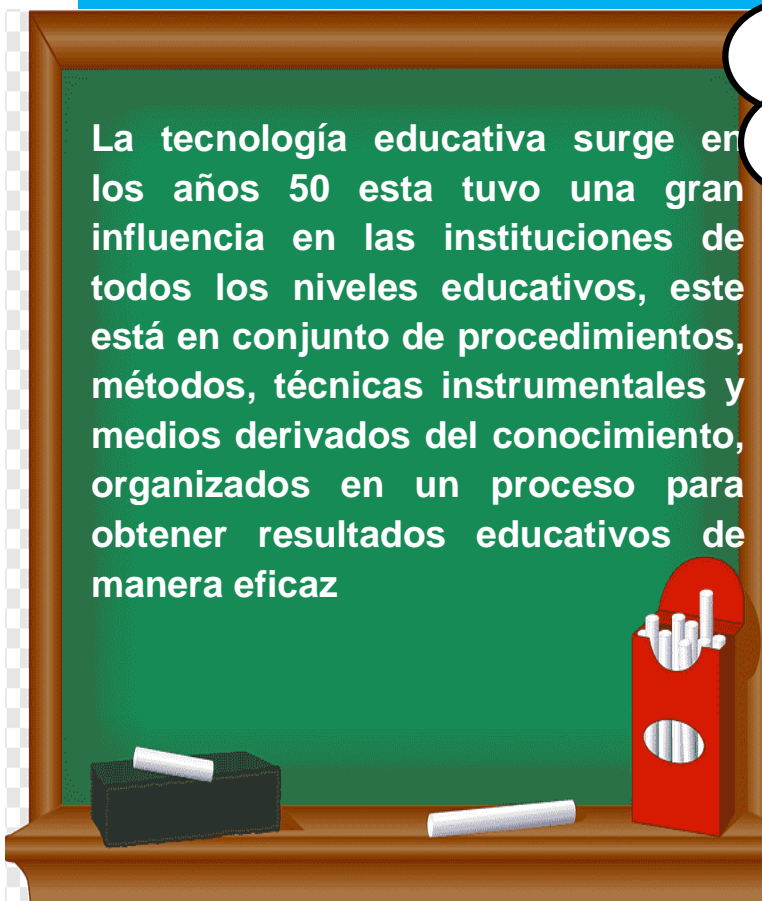 La tecnología educativa surge en
los años 50 esta tuvo una gran
influencia en las instituciones de
todos los niveles educativos, este
está en conjunto de procedimientos,
métodos, técnicas instrumentales y
medios derivados del conocimiento,
organizados en un proceso para
obtener resultados educativos de
manera eficaz